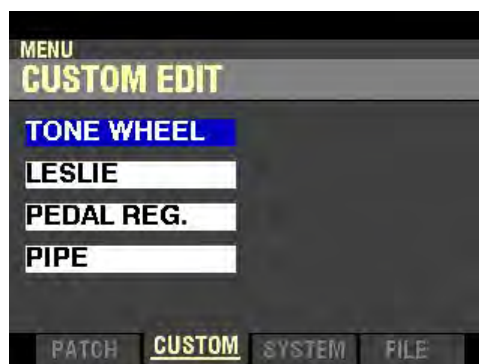 MENU
CUSTOM EDIT
TONE WHEEL
LESLIE
PEDAL REG.
PIPE
PATCH CUSTOM SYSTEM FILE